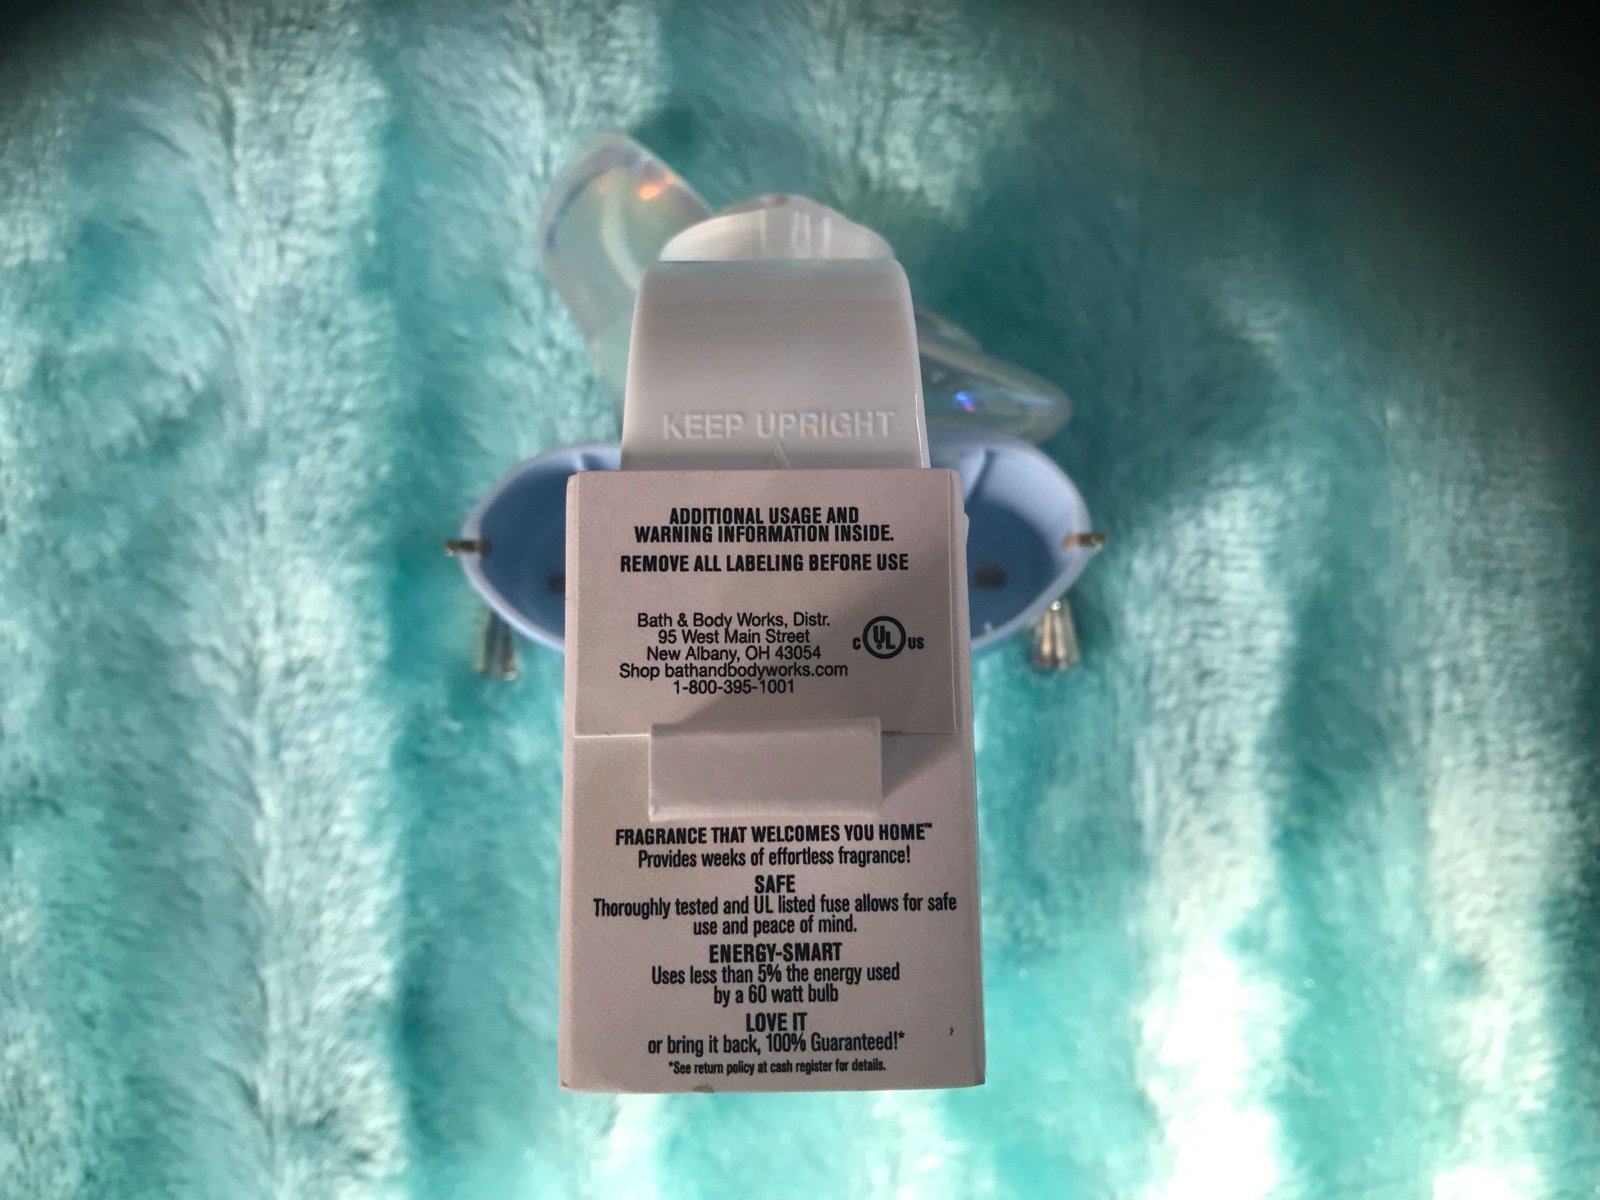 KEEP UPRIGHT
ADDITIONAL USAGE AND
WARNING INFORMATION INSIDE.
REMOVE ALL LABELING BEFORE USE
Bath & Body Works, Distr.
95 West Main Street
New Albany, OH 43054
Shop bathandbodyworks.com
1-800-395-1001
C UL US
FRAGRANCE THAT WELCOMES YOU HOME™
Provides weeks of effortless fragrance!
SAFE
Thoroughly tested and UL listed fuse allows for safe
use and peace of mind.
ENERGY-SMART
Uses less than 5% the energy used
by a 60 watt bulb
LOVE IT
or bring it back, 100% Guaranteed!*
*See return policy at cash register for details.